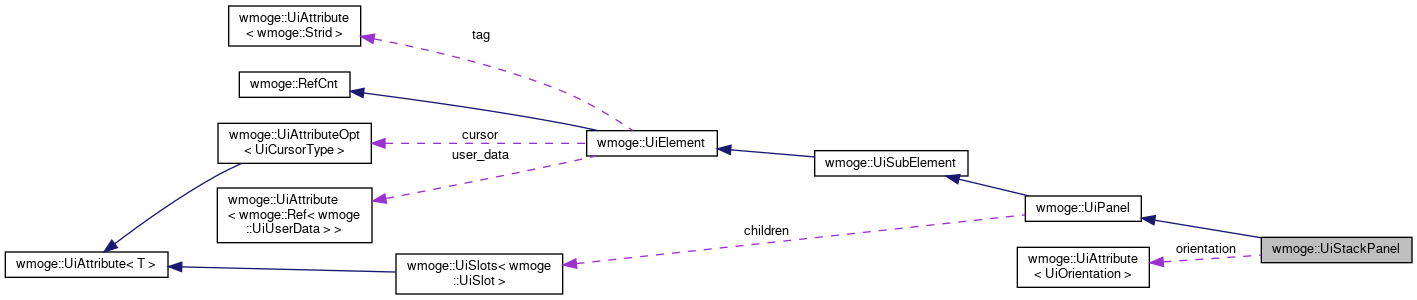 wmoge::UiAttribute
< wmoge::Strid >
tag
wmoge::RefCnt
wmoge::UiAttributeOpt
< UiCursorType >
cursor
wmoge::UiElement
user_data
wmoge::UiSubElement
wmoge::UiAttribute
< wmoge::Ref< wmoge
::UiUserData > >
wmoge::UiPanel
children
orientation
wmoge::UiStackPanel
wmoge::UiAttribute< T >
wmoge::UiSlots< wmoge
::UiSlot >
wmoge::UiAttribute
< UiOrientation >